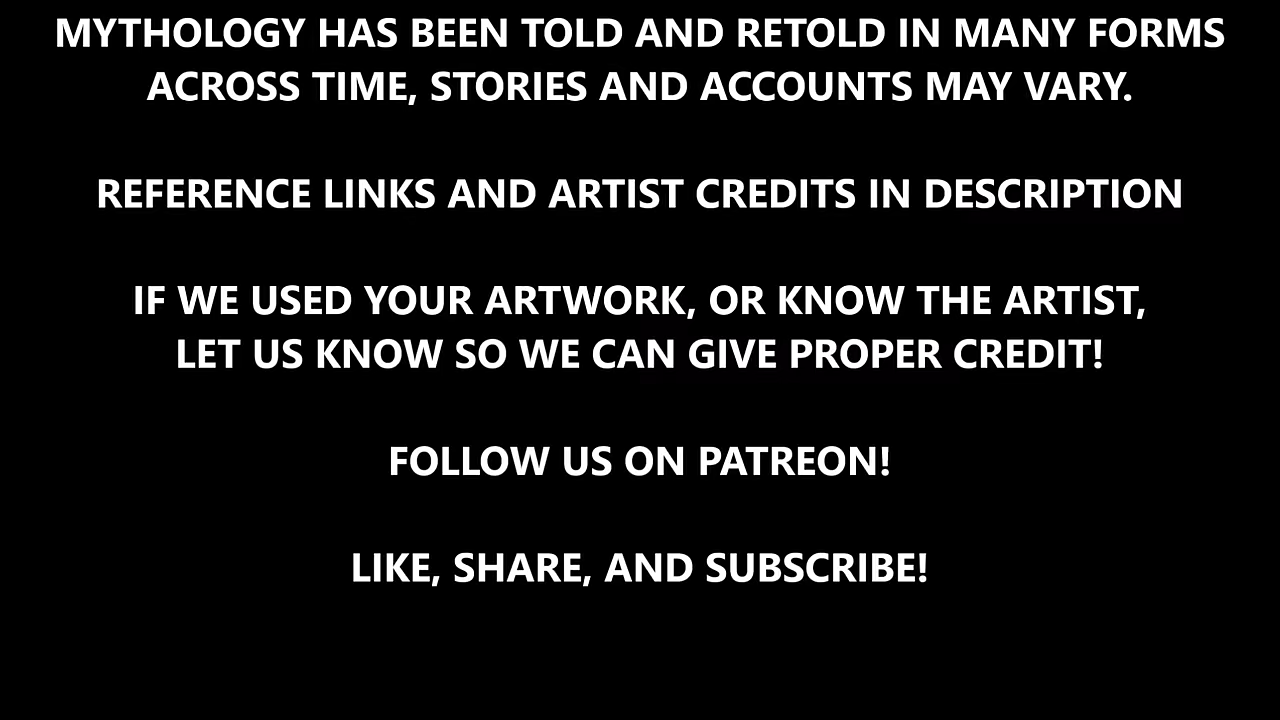 MYTHOLOGY HAS BEEN TOLD AND RETOLD IN MANY FORMS
ACROSS TIME, STORIES AND ACCOUNTS MAY VARY.
REFERENCE LINKS AND ARTIST CREDITS IN DESCRIPTION
IF WE USED YOUR ARTWORK, OR KNOW THE ARTIST,
LET US KNOW SO WE CAN GIVE PROPER CREDIT!
FOLLOW US ON PATREON!
LIKE, SHARE, AND SUBSCRIBE!